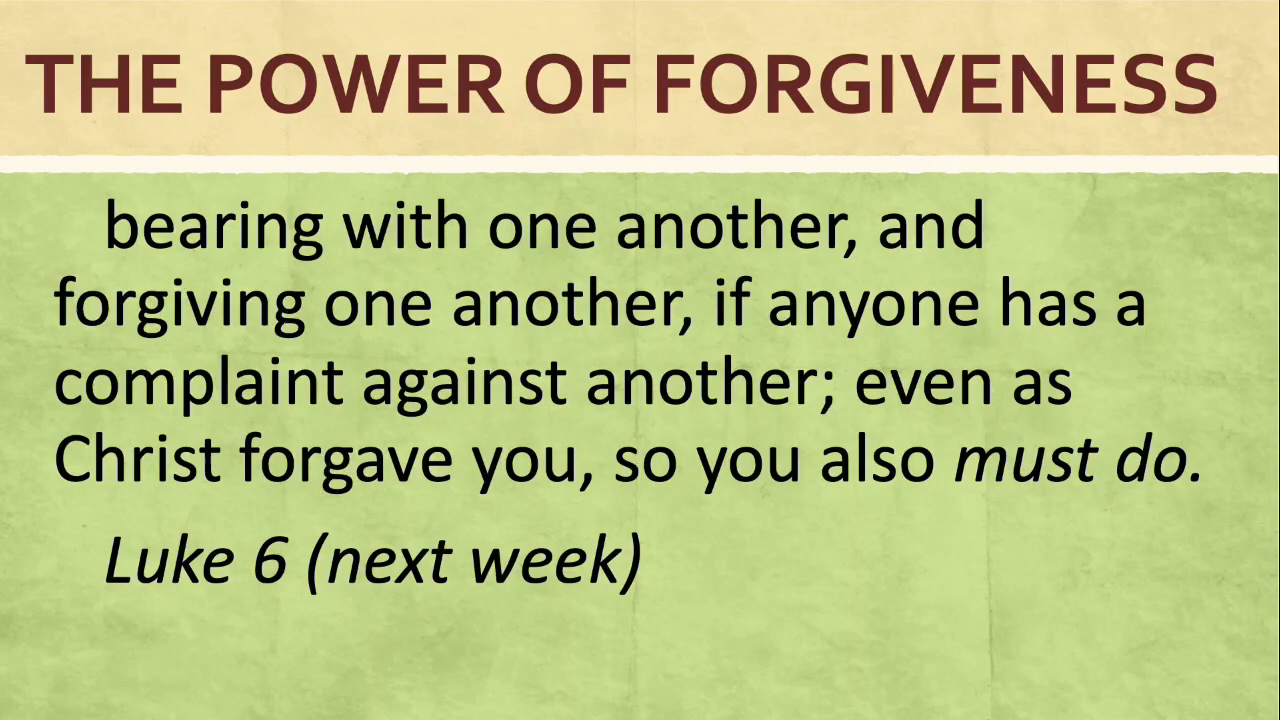 THE POWER OF FORGIVENESS
bearing with one another, and
forgiving one another, if anyone has a
complaint against another; even as
Christ forgave you, so you also must do.
Luke 6 (next week)